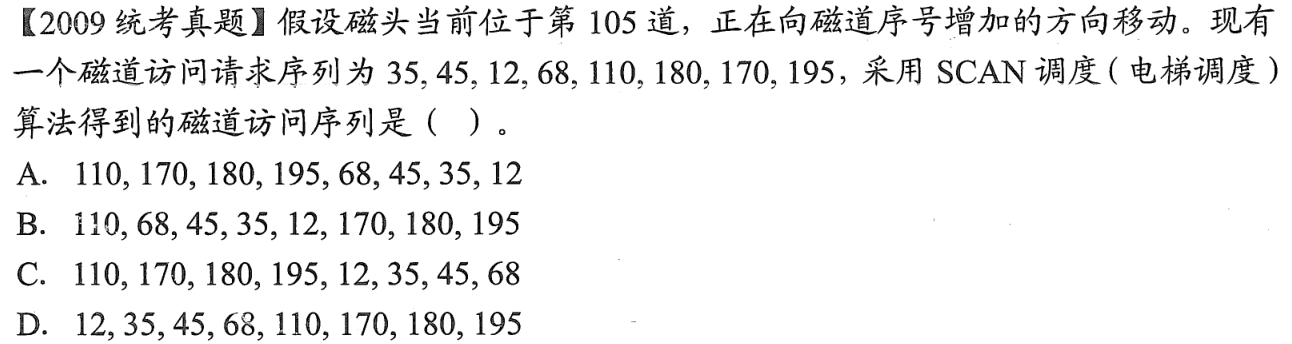 【2009统考真题】假设磁头当前位于第 105 道，正在向磁道序号增加的方向移动。现有
一个磁道访问请求序列为 35, 45, 12, 68, 110, 180, 170, 195，采用 SCAN 调度（电梯调度）
算法得到的磁道访问序列是（ ）。
A. 110, 170, 180, 195, 68, 45, 35, 12
B. 110, 68, 45, 35, 12, 170, 180, 195
C. 110, 170, 180, 195, 12, 35, 45, 68
D. 12, 35, 45, 68, 110, 170, 180, 195